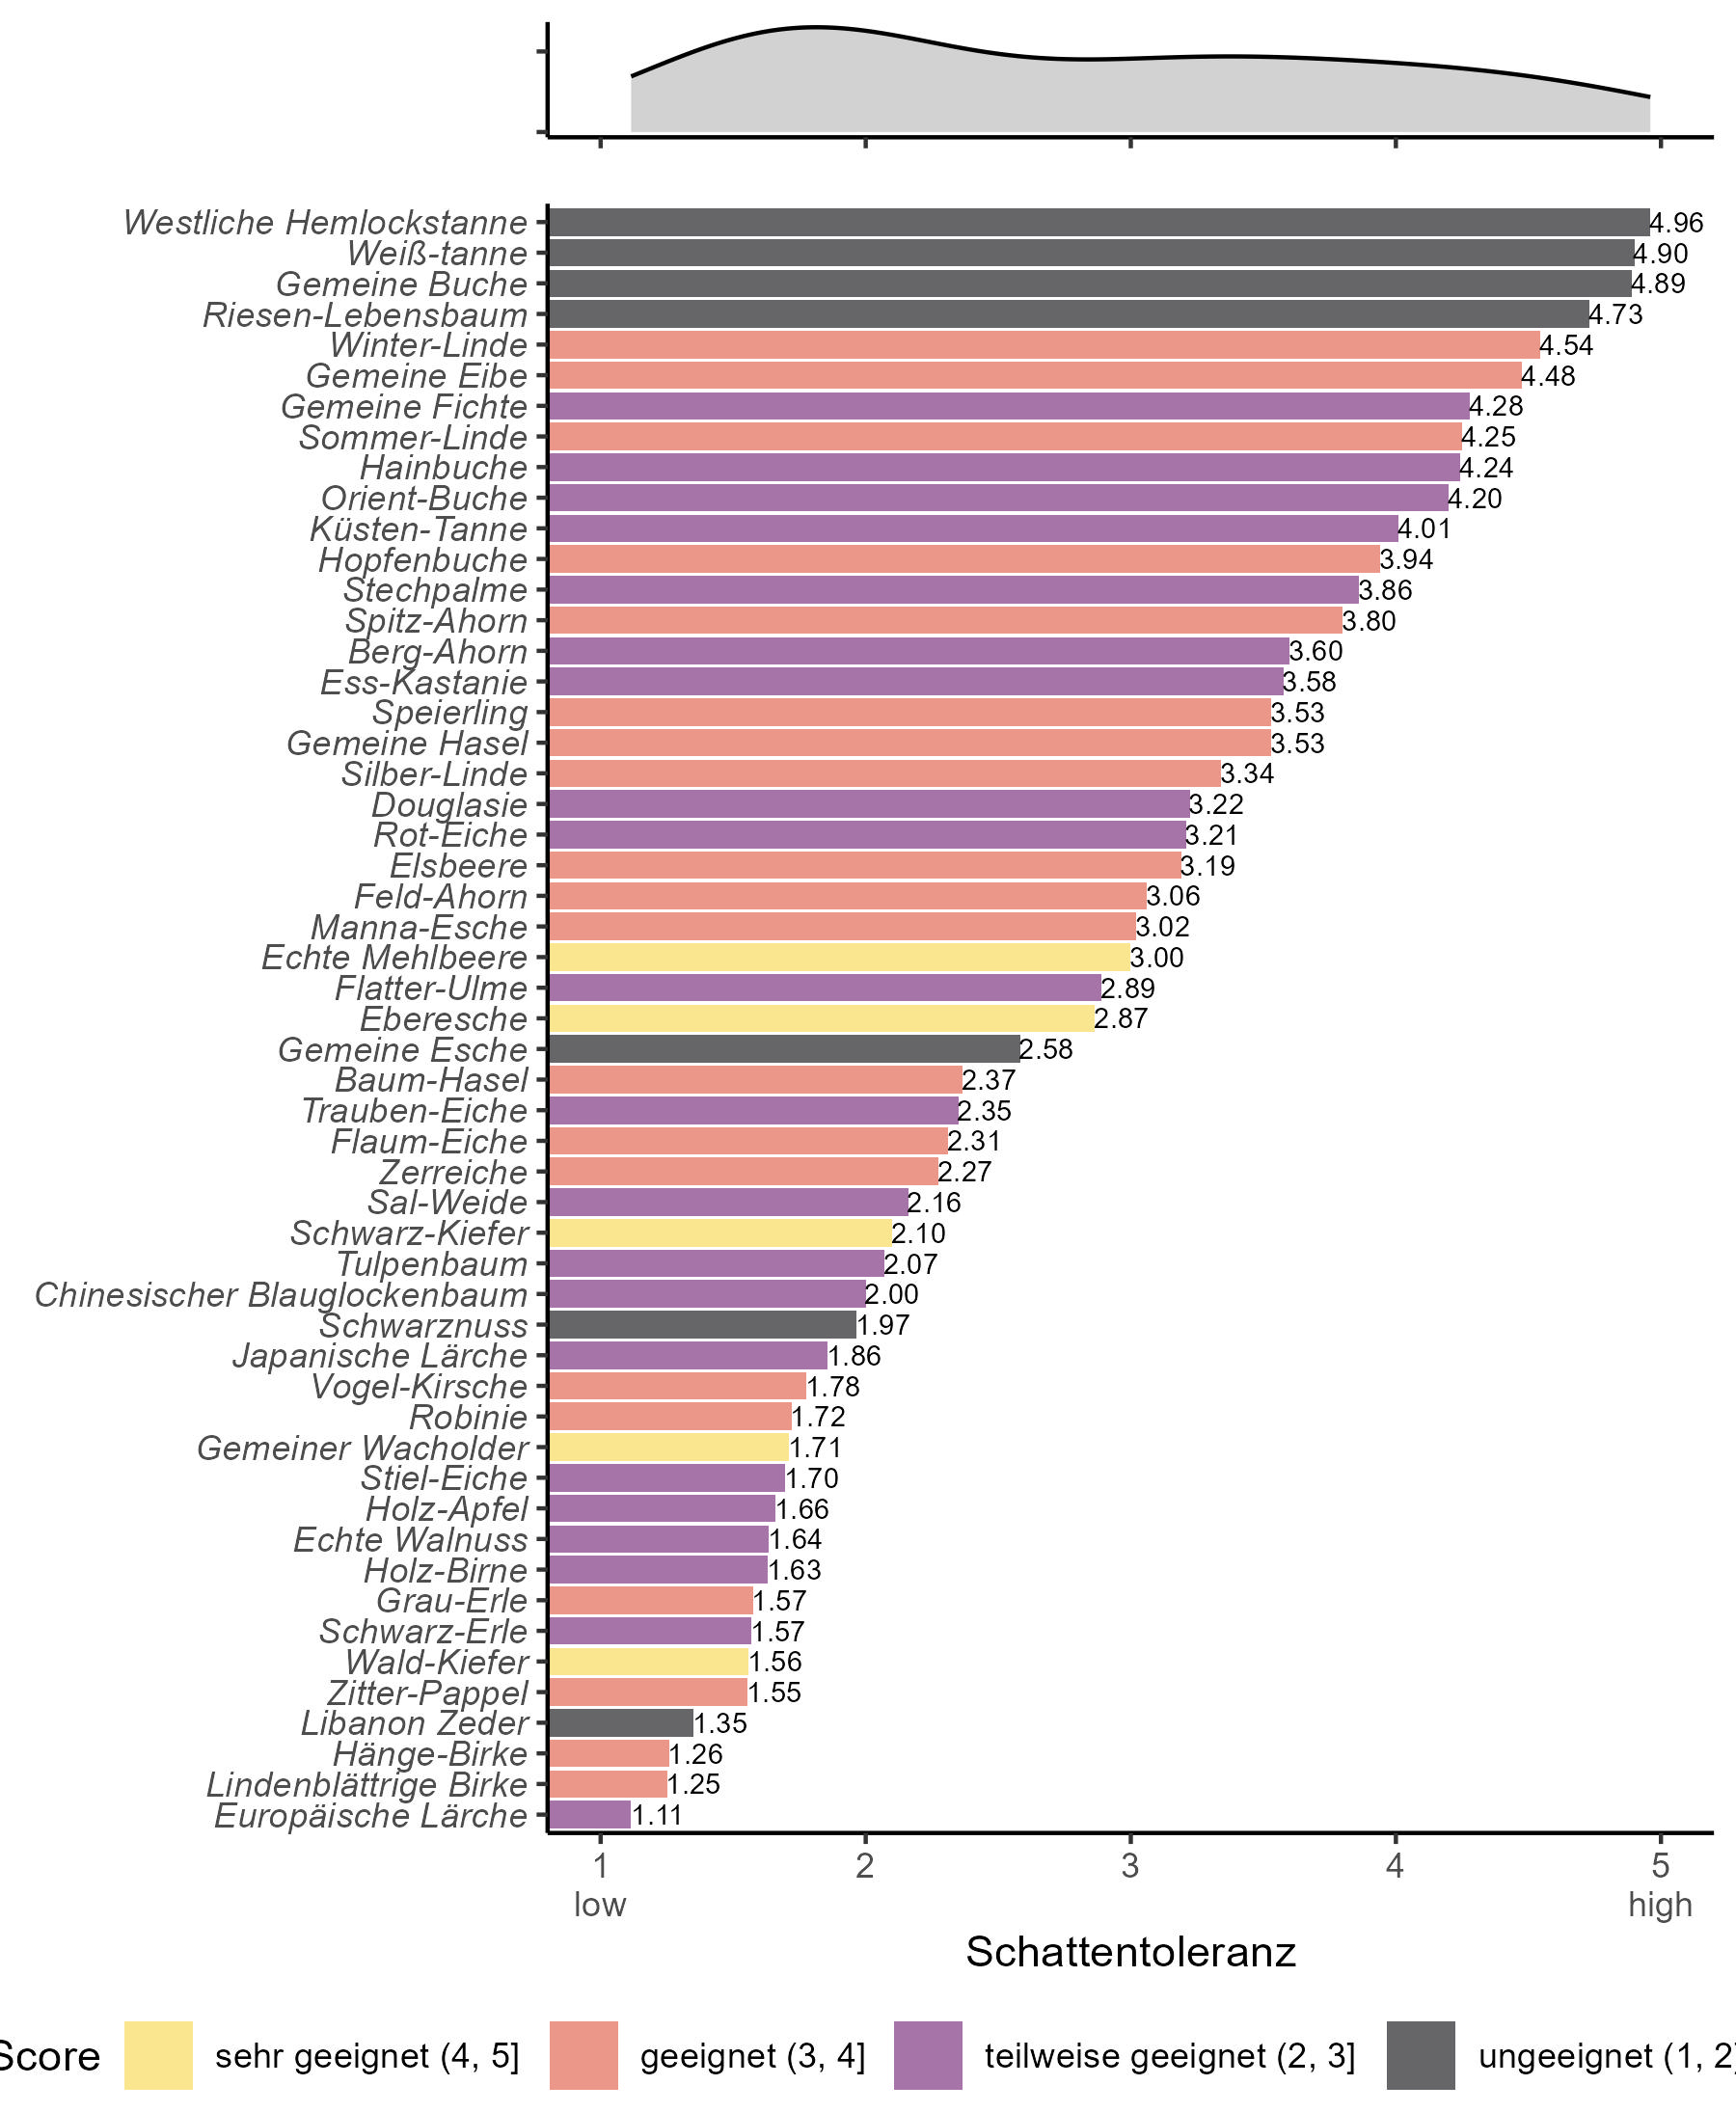 Westliche Hemlockstanne 4.96
Weiß-tanne 4.90
Gemeine Buche 4.89
Riesen-Lebensbaum 4.73
Winter-Linde 4.54
Gemeine Eibe 4.48
Gemeine Fichte 4.28
Sommer-Linde 4.25
Hainbuche 4.24
Orient-Buche 4.20
Küsten-Tanne 4.01
Hopfenbuche 3.94
Stechpalme 3.86
Spitz-Ahorn 3.80
Berg-Ahorn 3.60
Ess-Kastanie 3.58
Speierling 3.53
Gemeine Hasel 3.53
Silber-Linde 3.34
Douglasie 3.22
Rot-Eiche 3.21
Elsbeere 3.19
Feld-Ahorn 3.06
Manna-Esche 3.02
Echte Mehlbeere 3.00
Flatter-Ulme 2.89
Eberesche 2.87
Gemeine Esche 2.58
Baum-Hasel 2.37
Trauben-Eiche 2.35
Flaum-Eiche 2.31
Zerreiche 2.27
Sal-Weide 2.16
Schwarz-Kiefer 2.10
Tulpenbaum 2.07
Chinesischer Blauglockenbaum 2.00
Schwarznuss 1.97
Japanische Lärche 1.86
Vogel-Kirsche 1.78
Robinie 1.72
Gemeiner Wacholder 1.71
Stiel-Eiche 1.70
Holz-Apfel 1.66
Echte Walnuss 1.64
Holz-Birne 1.63
Grau-Erle 1.57
Schwarz-Erle 1.57
Wald-Kiefer 1.56
Zitter-Pappel 1.55
Libanon Zeder 1.35
Hänge-Birke 1.26
Lindenblättrige Birke 1.25
Europäische Lärche 1.11
1 2 3 4 5
low high
Schattentoleranz
Score sehr geeignet (4, 5] geeignet (3, 4] teilweise geeignet (2, 3] ungeeignet (1, 2]